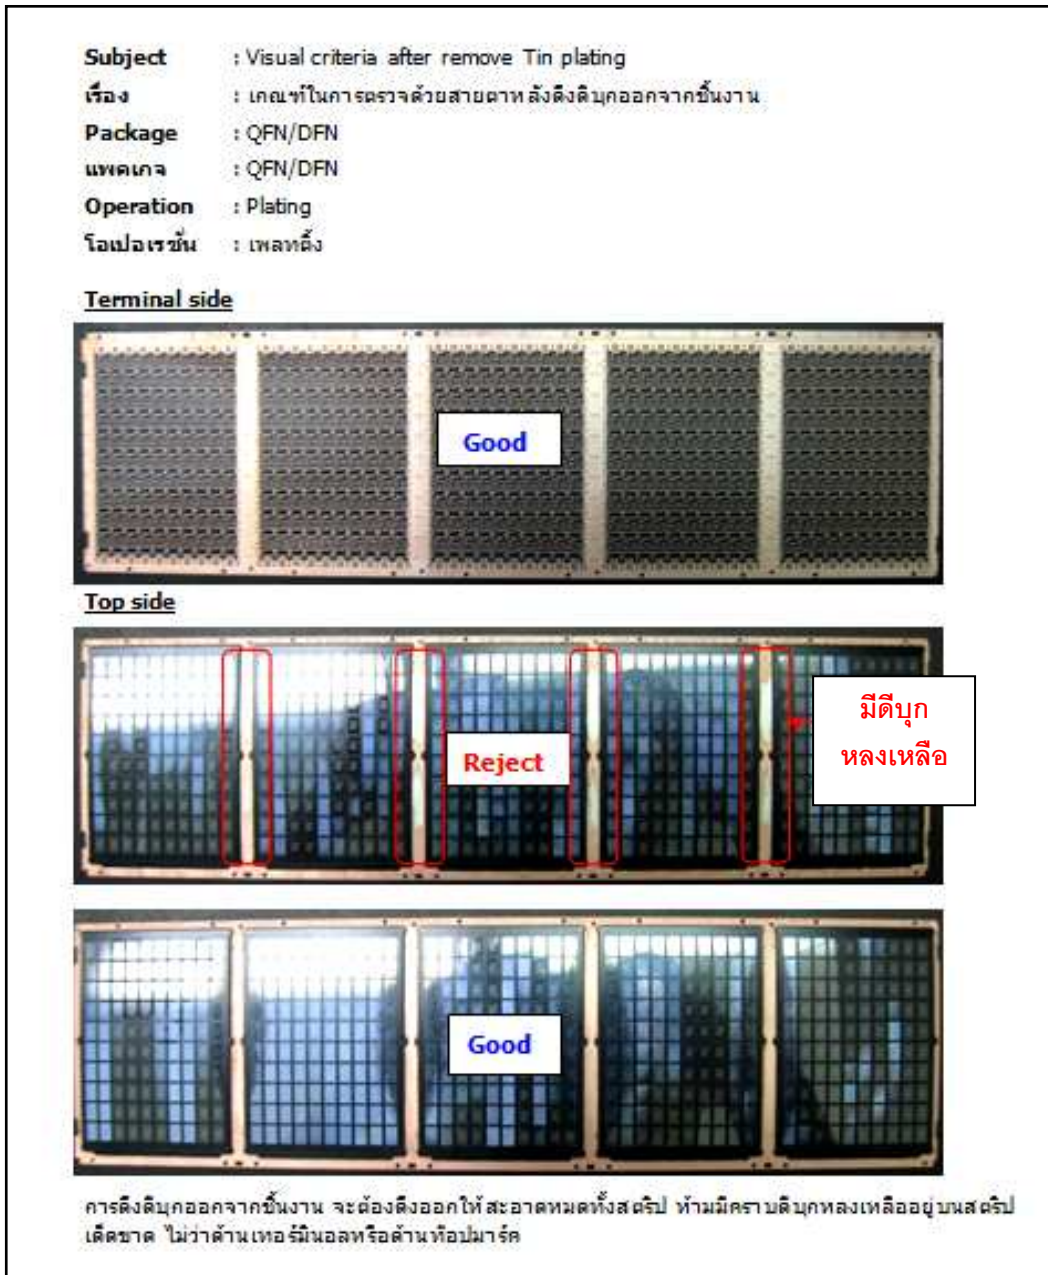 Subject : Visual criteria after remove Tin plating
เรื่อง : เกณฑ์ในการตรวจด้วยสายตาหลังดึงดีบุกออกจากชิ้นงาน
Package : QFN/DFN
แพคเกจ : QFN/DFN
Operation : Plating
โอเปอเรชั่น : เพลทติ้ง
Terminal side
Good
Top side
Reject
มีดีบุก
หลงเหลือ
Good
การดึงดีบุกออกจากชิ้นงาน จะต้องดึงออกให้สะอาดหมดทั้งสตริป ห้ามมีคราบดีบุกหลงเหลืออยู่บนสตริป
เด็ดขาด ไม่ว่าด้านเทอร์มินอลหรือด้านท๊อปมาร์ค